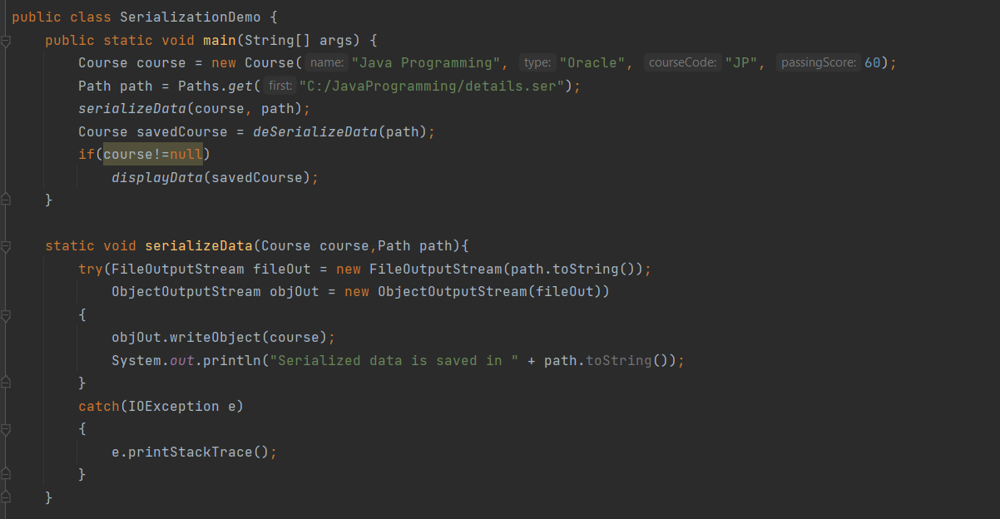 public class SerializationDemo {
    public static void main(String[] args) {
        Course course = new Course( name: "Java Programming", type: "Oracle", courseCode: "JP", passingScore: 60);
        Path path = Paths.get( first: "C:/JavaProgramming/details.ser");
        serializeData(course, path);
        Course savedCourse = deSerializeData(path);
        if(course!=null)
            displayData(savedCourse);
    }

    static void serializeData(Course course,Path path){
        try(FileOutputStream fileOut = new FileOutputStream(path.toString());
            ObjectOutputStream objOut = new ObjectOutputStream(fileOut))
        {
            objOut.writeObject(course);
            System.out.println("Serialized data is saved in " + path.toString());
        }
        catch(IOException e)
        {
            e.printStackTrace();
        }
    }